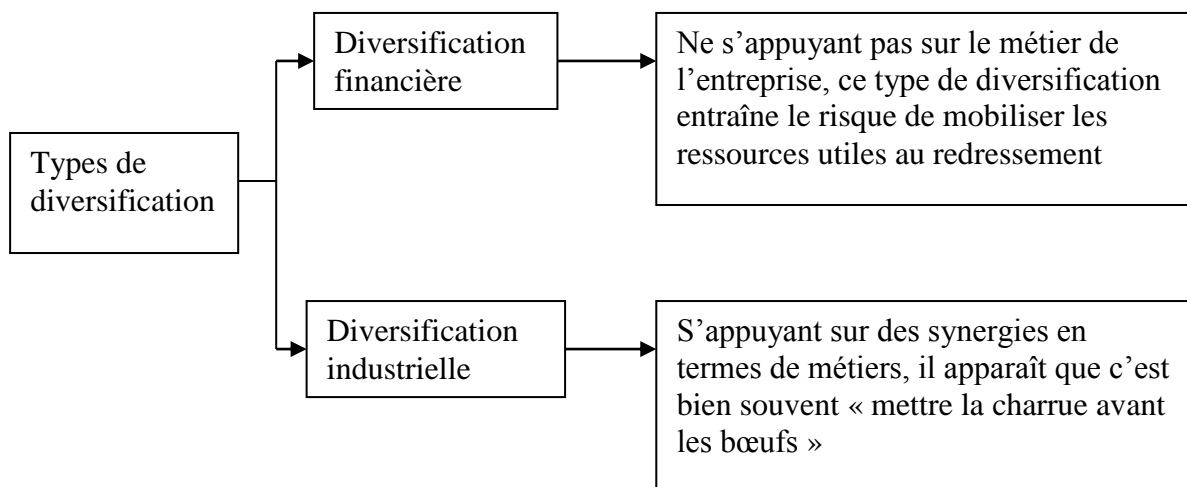 Types de
diversification
Diversification
financière
Ne s’appuyant pas sur le métier de
l’entreprise, ce type de diversification
entraîne le risque de mobiliser les
ressources utiles au redressement
Diversification
industrielle
S’appuyant sur des synergies en
termes de métiers, il apparaît que c’est
bien souvent « mettre la charrue avant
les bœufs »